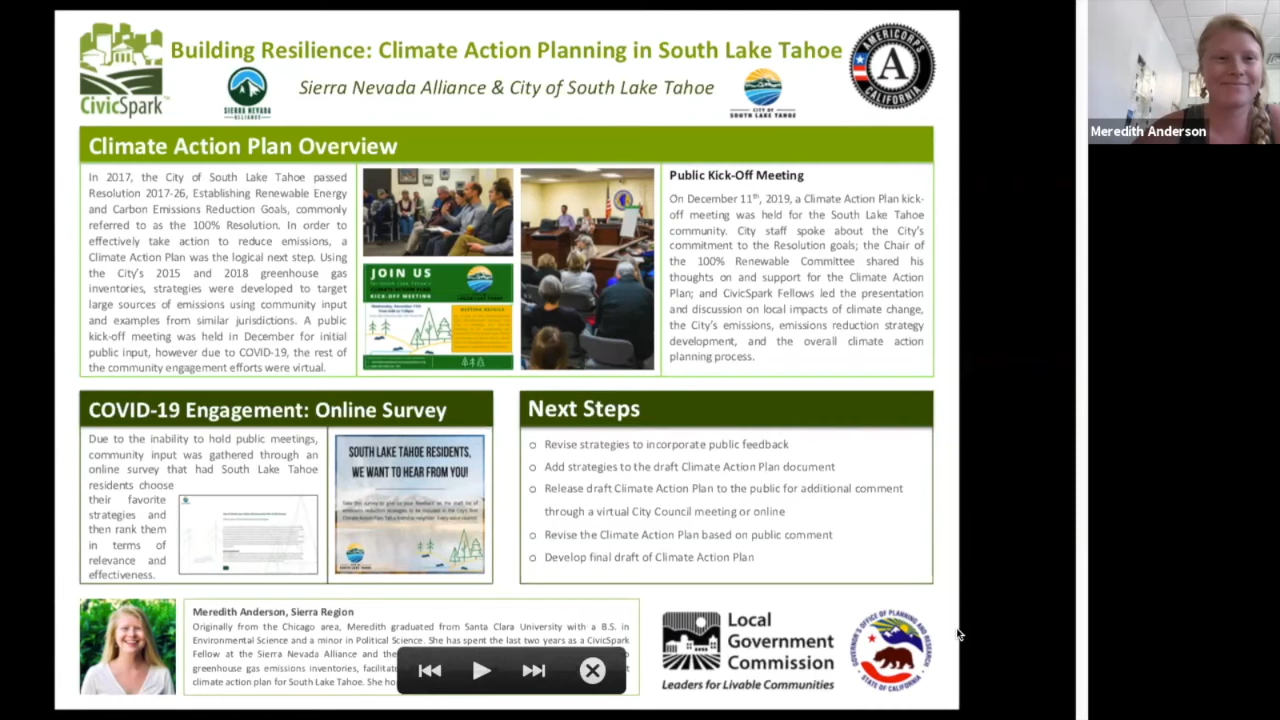 Building Resilience: Climate Action Planning in South Lake Tahoe
Sierra Nevada Alliance & City of South Lake Tahoe
CivicSpark™
SIERRA NEVADA
ALLIANCE
CITY OF
SOUTH LAKE TAHOE
AMERICORPS
A
CALIFORNIA
Meredith Anderson
Climate Action Plan Overview
In 2017, the City of South Lake Tahoe passed
Resolution 2017-26, Establishing Renewable Energy
and Carbon Emissions Reduction Goals, commonly
referred to as the 100% Resolution. In order to
effectively take action to reduce emissions, a
Climate Action Plan was the logical next step. Using
the City's 2015 and 2018 greenhouse gas
inventories, strategies were developed to target
large sources of emissions using community input
and examples from similar jurisdictions. A public
kick-off meeting was held in December for initial
public input, however due to COVID-19, the rest of
the community engagement efforts were virtual.
JOIN US
KICK-OFF MEETING
Public Kick-Off Meeting
On December 11th, 2019, a Climate Action Plan kick-
off meeting was held for the South Lake Tahoe
community. City staff spoke about the City's
commitment to the Resolution goals; the Chair of
the 100% Renewable Committee shared his
thoughts on and support for the Climate Action
Plan; and CivicSpark Fellows led the presentation
and discussion on local impacts of climate change,
the City's emissions, emissions reduction strategy
development, and the overall climate action
planning process.
COVID-19 Engagement: Online Survey
Due to the inability to hold public meetings,
community input was gathered through an
online survey that had South Lake Tahoe
residents choose
their favorite
strategies and
then rank them
in terms of
relevance and
effectiveness.
SOUTH LAKE TAHOE RESIDENTS,
WE WANT TO HEAR FROM YOU!
Next Steps
o Revise strategies to incorporate public feedback
o Add strategies to the draft Climate Action Plan document
o Release draft Climate Action Plan to the public for additional comment
through a virtual City Council meeting or online
o Revise the Climate Action Plan based on public comment
o Develop final draft of Climate Action Plan
Meredith Anderson, Sierra Region
Originally from the Chicago area, Meredith graduated from Santa Clara University with a B.S. in
Environmental Science and a minor in Political Science. She has spent the last two years as a CivicSpark
Fellow at the Sierra Nevada Alliance and the
greenhouse gas emissions inventories, facilitate
climate action plan for South Lake Tahoe. She ho
Local
Government
Commission
Leaders for Livable Communities
GOVERNOR'S OFFICE OF PLANNING AND RESEARCH
STATE OF CALIFORNIA